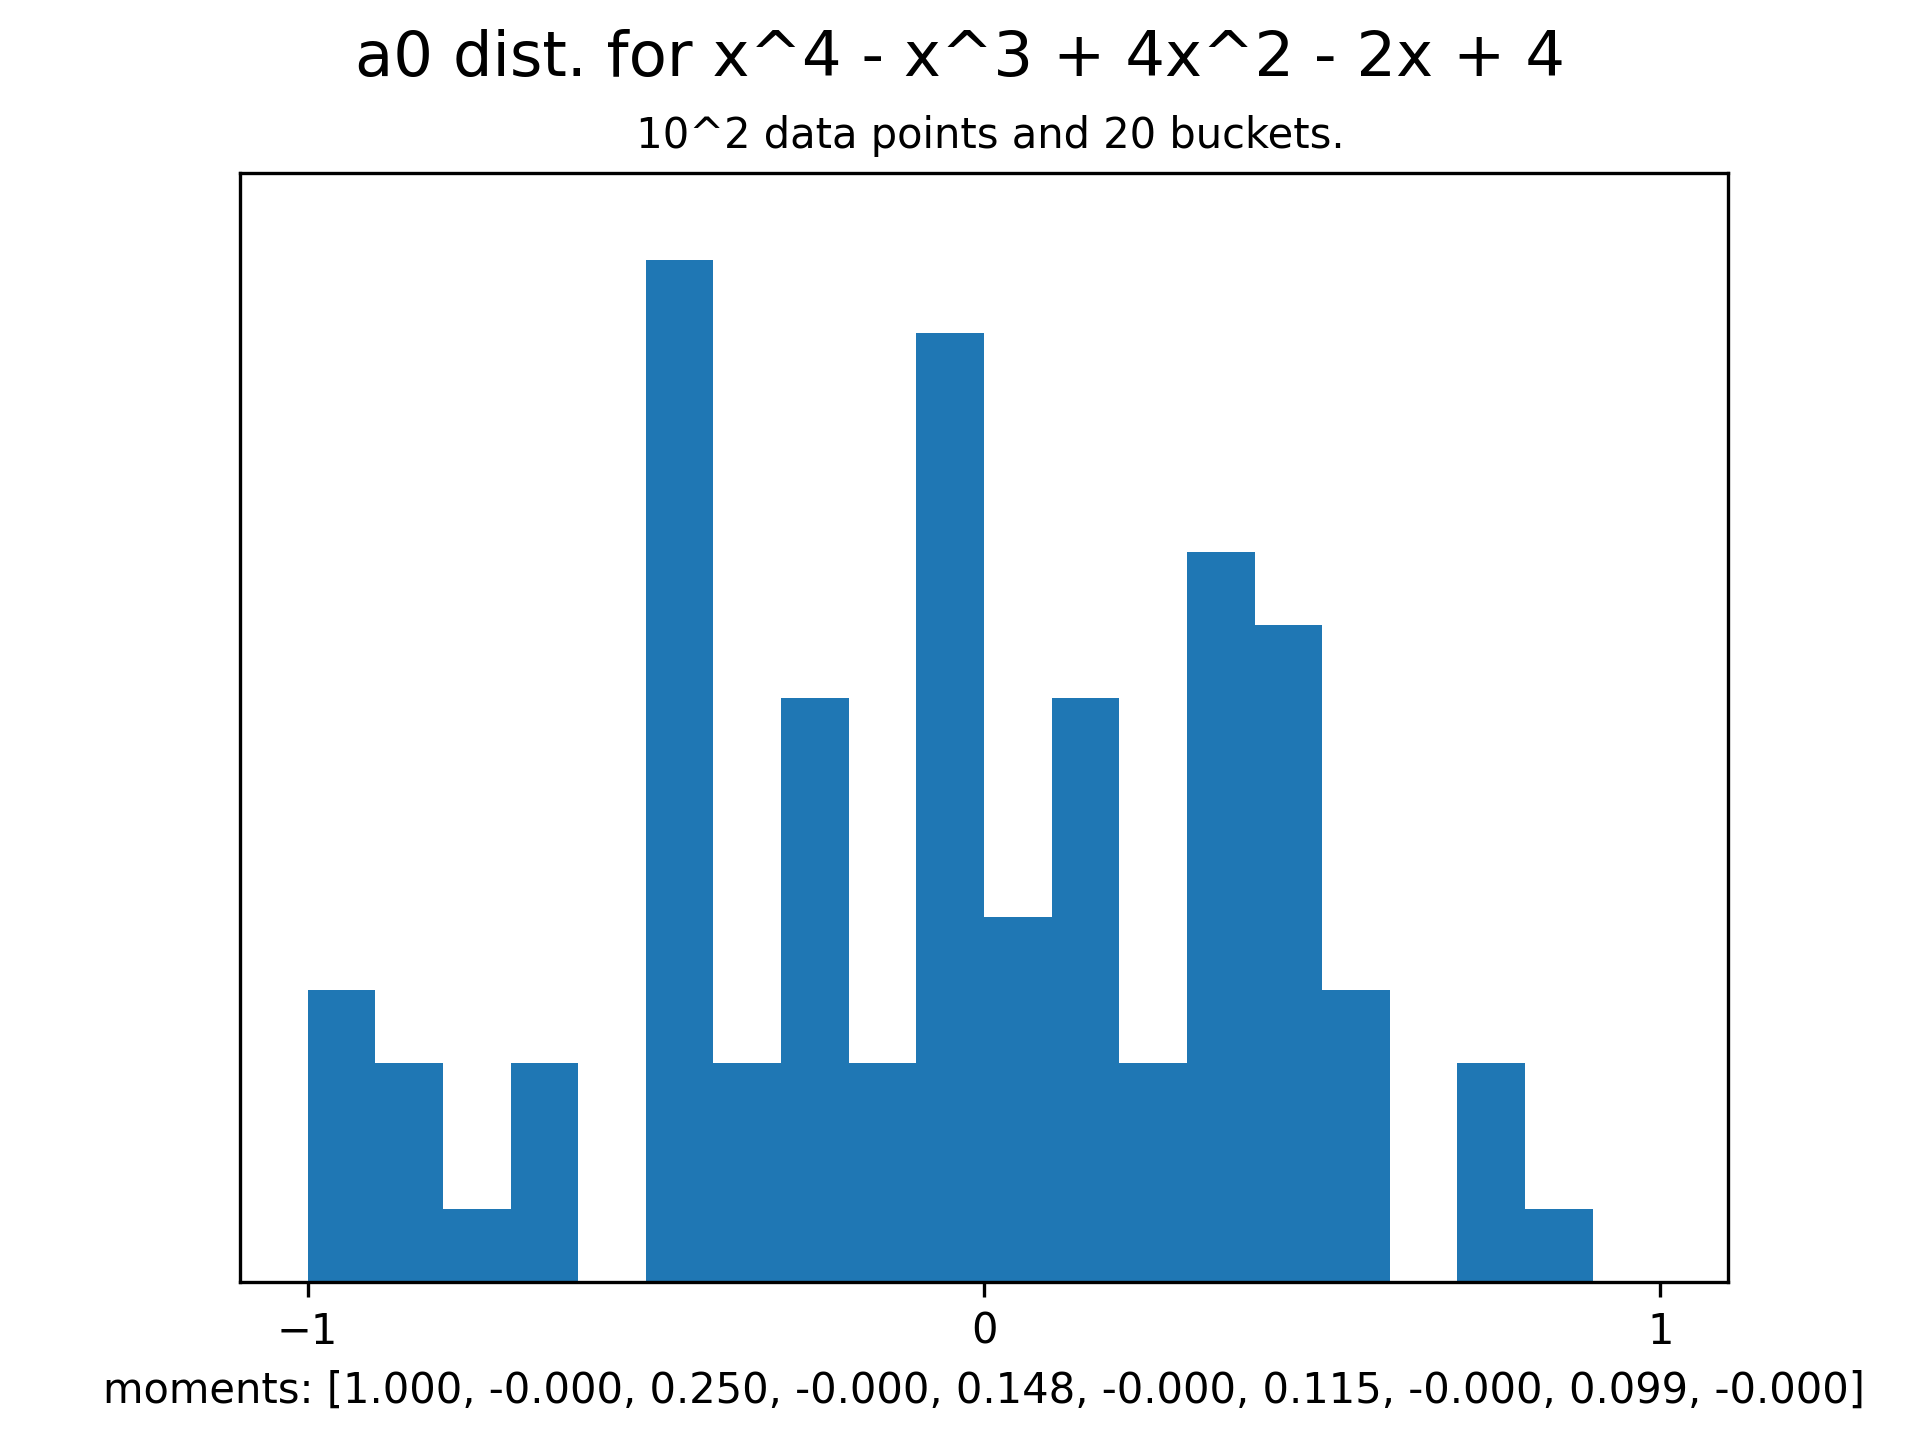 a0 dist. for x^4 - x^3 + 4x^2 - 2x + 4
10^2 data points and 20 buckets.
−1 0 1
moments: [1.000, -0.000, 0.250, -0.000, 0.148, -0.000, 0.115, -0.000, 0.099, -0.000]